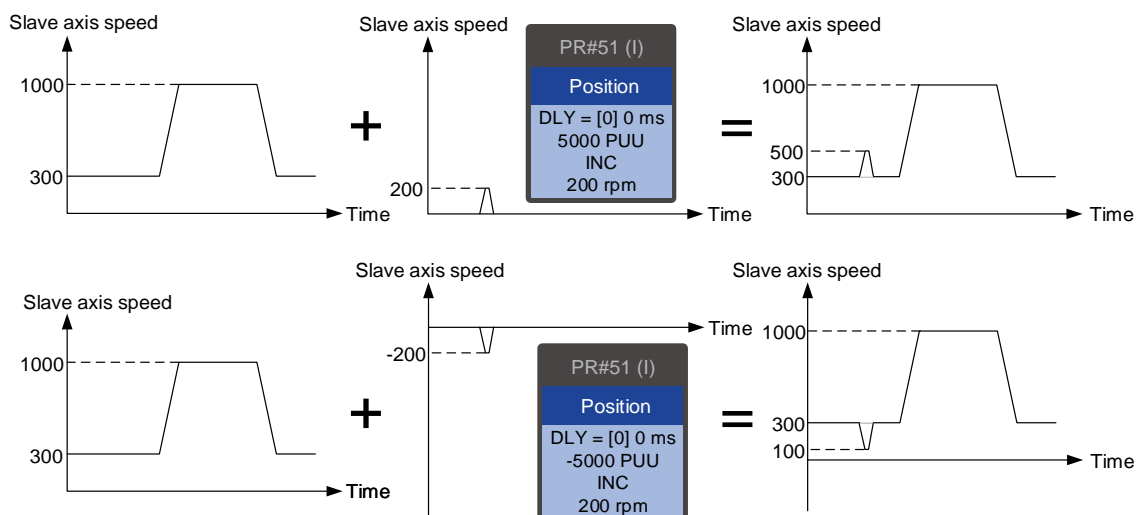 Slave axis speed
1000
300
Time
+
Slave axis speed
200
Time
PR#51 (I)
Position
DLY = [0] 0 ms
5000 PUU
INC
200 rpm
=
Slave axis speed
1000
500
300
Time
Slave axis speed
1000
300
Time
+
Slave axis speed
-200
Time
PR#51 (I)
Position
DLY = [0] 0 ms
-5000 PUU
INC
200 rpm
=
Slave axis speed
1000
300
100
Time